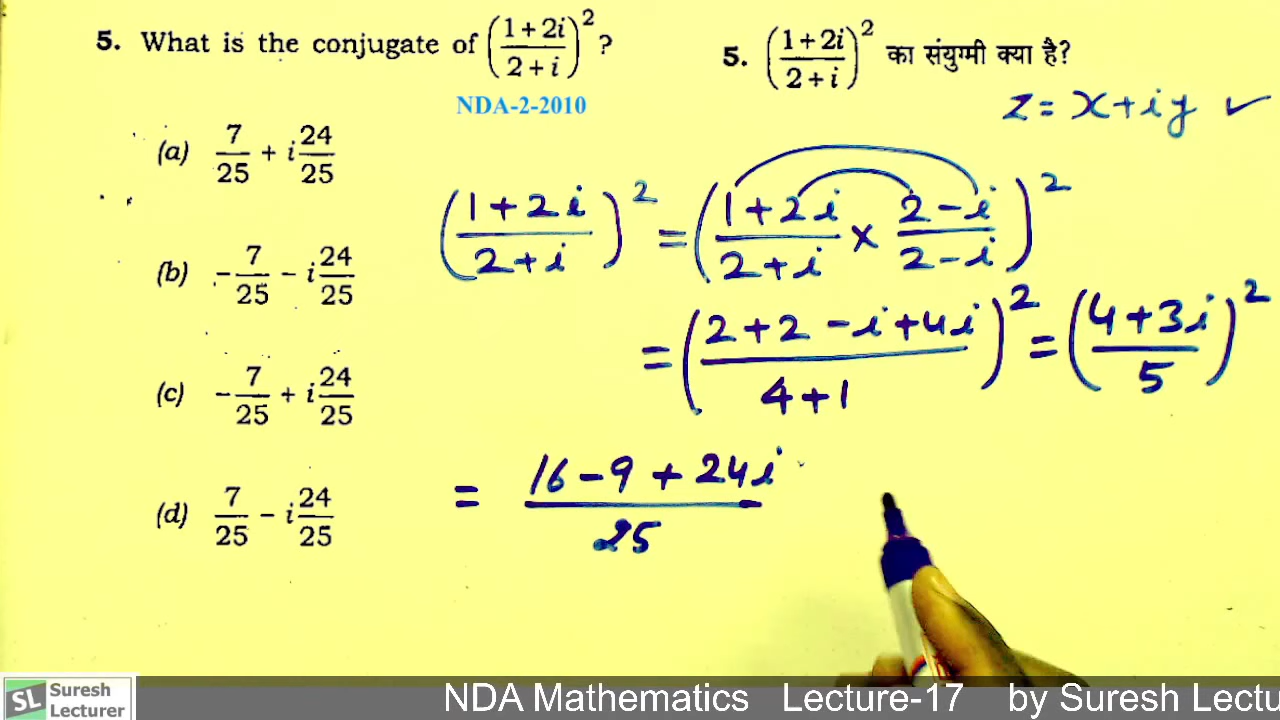 5. What is the conjugate of ((1+2i)/(2+i))²?
NDA-2-2010
(a) 7/25 + i 24/25
(b) -7/25 - i 24/25
(c) -7/25 + i 24/25
(d) 7/25 - i 24/25
5. ((1+2i)/(2+i))² का संयुग्मी क्या है?
z = x+iy ✓
((1+2i)/(2+i))² = ((1+2i)/(2+i) × (2-i)/(2-i))²
= ((2+2-i+4i)/(4+1))² = ((4+3i)/5)²
= (16-9+24i)/25
SL Suresh
Lecturer
NDA Mathematics Lecture-17 by Suresh Lectu